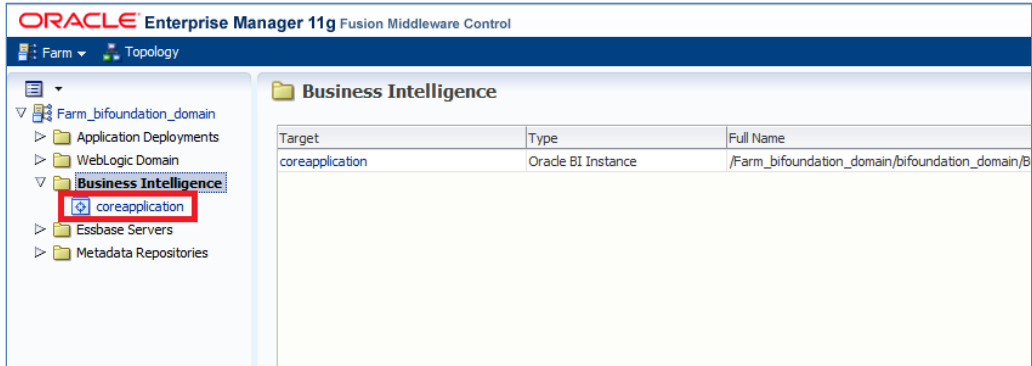 ORACLE Enterprise Manager 11g Fusion Middleware Control
Farm Topology
Farm_bifoundation_domain
Application Deployments
WebLogic Domain
Business Intelligence
coreapplication
Essbase Servers
Metadata Repositories
Business Intelligence
Target Type Full Name
coreapplication Oracle BI Instance /Farm_bifoundation_domain/bifoundation_domain/B